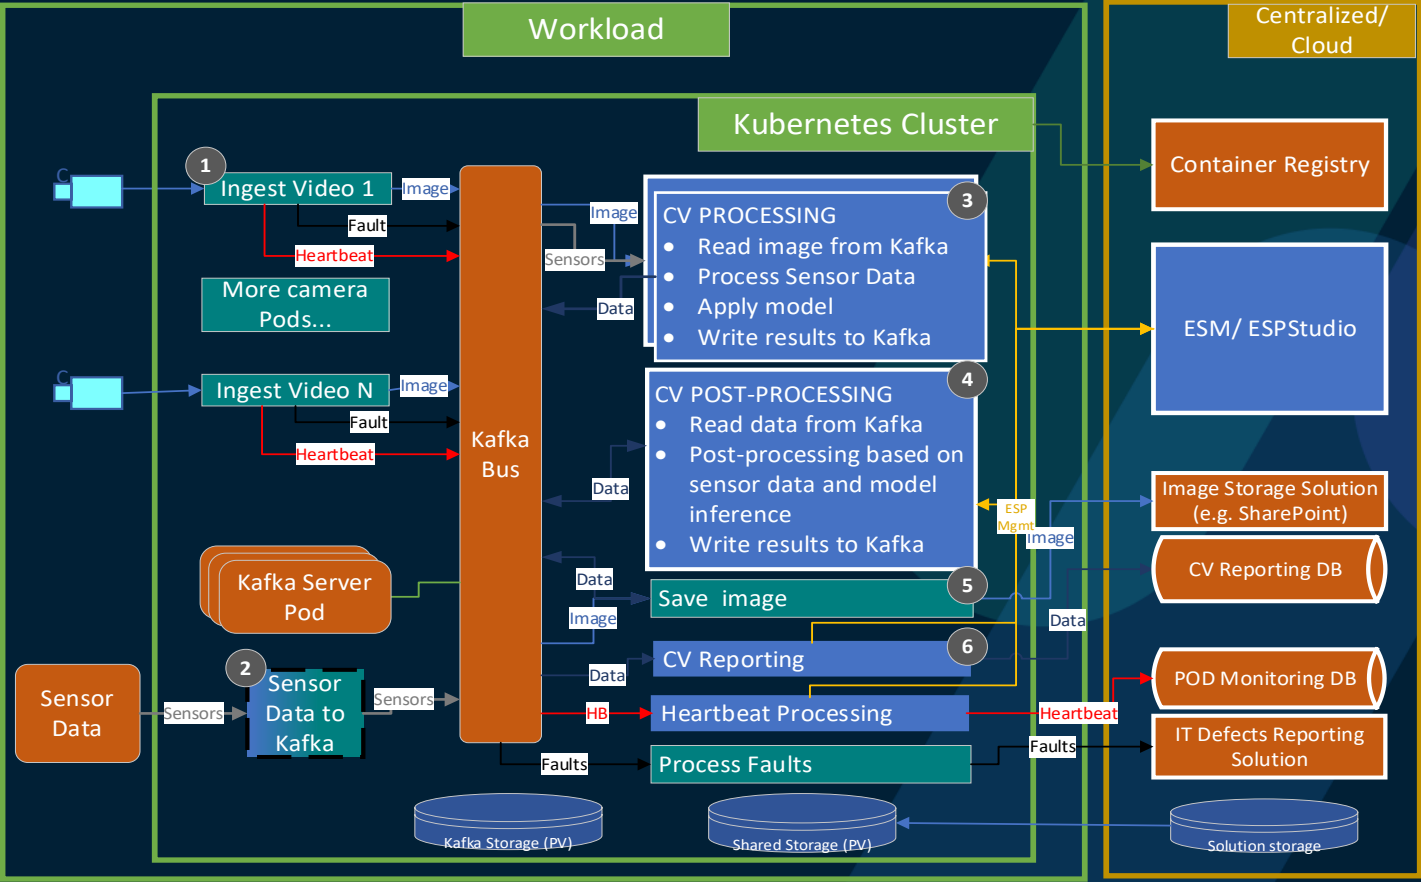 Workload
Centralized/
Cloud
Kubernetes Cluster
Container Registry
1
C
Ingest Video 1
Image
Fault
Heartbeat
More camera
Pods...
C
Ingest Video N
Image
Fault
Heartbeat
Kafka
Bus
Image
Sensors
Data
3
CV PROCESSING
• Read image from Kafka
• Process Sensor Data
• Apply model
• Write results to Kafka
ESM/ ESPStudio
4
CV POST-PROCESSING
• Read data from Kafka
• Post-processing based on
sensor data and model
inference
• Write results to Kafka
Data
ESP
Mgmt
Image
Image Storage Solution
(e.g. SharePoint)
CV Reporting DB
Kafka Server
Pod
Data
Image
5
Save image
Data
6
CV Reporting
Data
2
Sensor
Data
Sensors
Sensor
Data to
Kafka
Sensors
HB
Heartbeat Processing
Heartbeat
POD Monitoring DB
Faults
Process Faults
Faults
IT Defects Reporting
Solution
Kafka Storage (PV)
Shared Storage (PV)
Solution storage